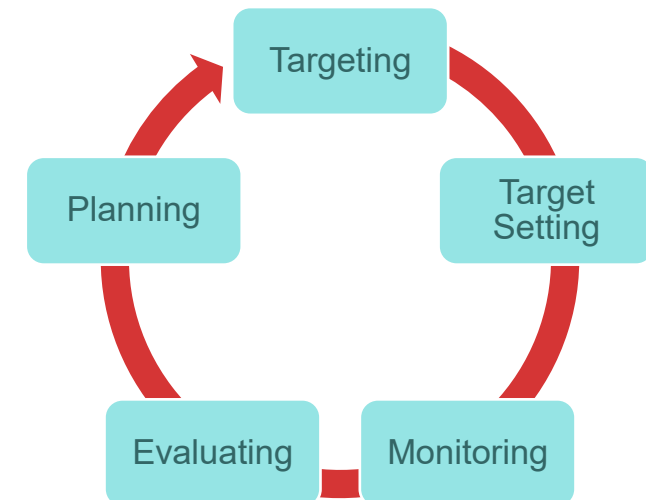 Targeting
Target
Setting
Monitoring
Evaluating
Planning